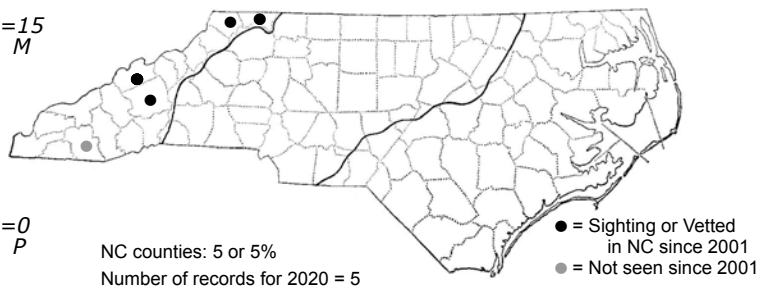 =15
M
=0
P
NC counties: 5 or 5%
Number of records for 2020 = 5
● = Sighting or Vetted
in NC since 2001
● = Not seen since 2001